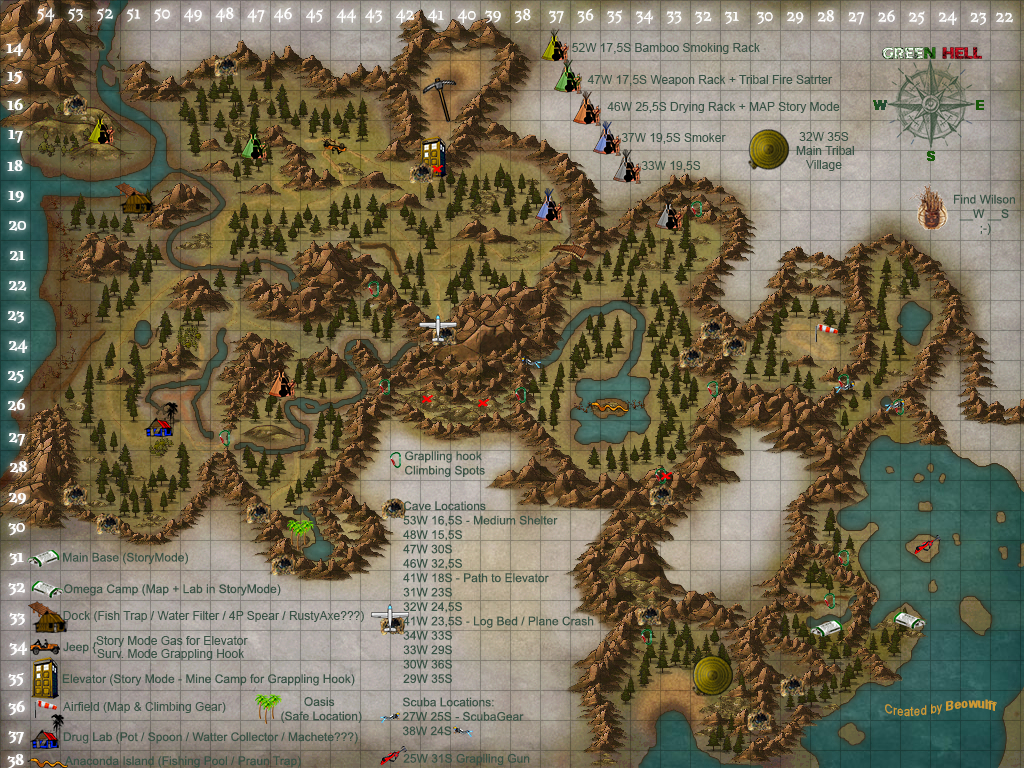 54 53 52 51 50 49 48 47 46 45 44 43 42 41 40 39 38 37 36 35 34 33 32 31 30 29 28 27 26 25 24 23 22
14
52W 17,5S Bamboo Smoking Rack
GREEN HELL
15
47W 17,5S Weapon Rack + Tribal Fire Satrter
16
46W 25,5S Drying Rack + MAP Story Mode
W E
S
17
37W 19,5S Smoker
32W 35S
Main Tribal
Village
18
33W 19,5S
19
Find Wilson
__W __S
;-)
20
21
22
23
24
25
26
27
28
Graplling hook
Climbing Spots
29
Cave Locations
53W 16,5S - Medium Shelter
30
48W 15,5S
47W 30S
46W 32,5S
41W 18S - Path to Elevator
31W 23S
32W 24,5S
41W 23,5S - Log Bed / Plane Crash
34W 33S
33W 29S
30W 36S
29W 35S
31
Main Base (StoryMode)
32
Omega Camp (Map + Lab in StoryMode)
33
Dock (Fish Trap / Water Filter / 4P Spear / RustyAxe???)
34
Jeep {
Story Mode Gas for Elevator
Surv. Mode Grappling Hook
35
Elevator (Story Mode - Mine Camp for Grappling Hook)
36
Airfield (Map & Climbing Gear)
Oasis
(Safe Location)
Scuba Locations:
27W 25S - ScubaGear
38W 24S
37
Drug Lab (Pot / Spoon / Watter Collector / Machete???)
38
Anaconda Island (Fishing Pool / Praun Trap)
25W 31S Graplling Gun
Created by Beowulff